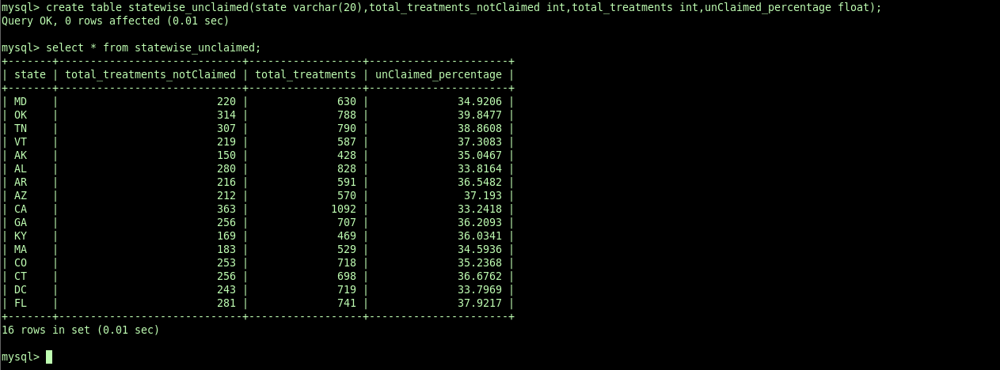 mysql> create table statewise_unclaimed(state varchar(20),total_treatments_notClaimed int,total_treatments int,unClaimed_percentage float);
Query OK, 0 rows affected (0.01 sec)
mysql> select * from statewise_unclaimed;
+-------+-----------------------------+------------------+----------------------+
| state | total_treatments_notClaimed | total_treatments | unClaimed_percentage |
+-------+-----------------------------+------------------+----------------------+
| MD    |                         220 |              630 |              34.9206 |
| OK    |                         314 |              788 |              39.8477 |
| TN    |                         307 |              790 |              38.8608 |
| VT    |                         219 |              587 |              37.3083 |
| AK    |                         150 |              428 |              35.0467 |
| AL    |                         280 |              828 |              33.8164 |
| AR    |                         216 |              591 |              36.5482 |
| AZ    |                         212 |              570 |               37.193 |
| CA    |                         363 |             1092 |              33.2418 |
| GA    |                         256 |              707 |              36.2093 |
| KY    |                         169 |              469 |              36.0341 |
| MA    |                         183 |              529 |              34.5936 |
| CO    |                         253 |              718 |              35.2368 |
| CT    |                         256 |              698 |              36.6762 |
| DC    |                         243 |              719 |              33.7969 |
| FL    |                         281 |              741 |              37.9217 |
+-------+-----------------------------+------------------+----------------------+
16 rows in set (0.01 sec)
mysql>